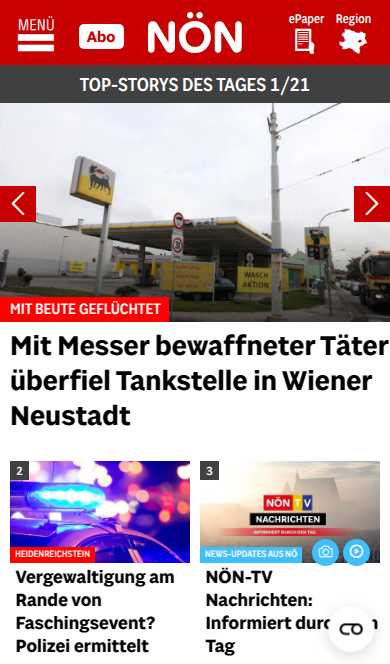 MENÜ
Abo
NÖN
ePaper
Region
TOP-STORYS DES TAGES 1/21
WASCH
AKTION
MIT BEUTE GEFLÜCHTET
Mit Messer bewaffneter Täter
überfiel Tankstelle in Wiener
Neustadt
2
HEIDENREICHSTEIN
Vergewaltigung am
Rande von
Faschingsevent?
Polizei ermittelt
3
NÖN TV
NACHRICHTEN
INFORMIERT DURCH DEN TAG
NEWS-UPDATES AUS NÖ
NÖN-TV
Nachrichten:
Informiert durch
Tag